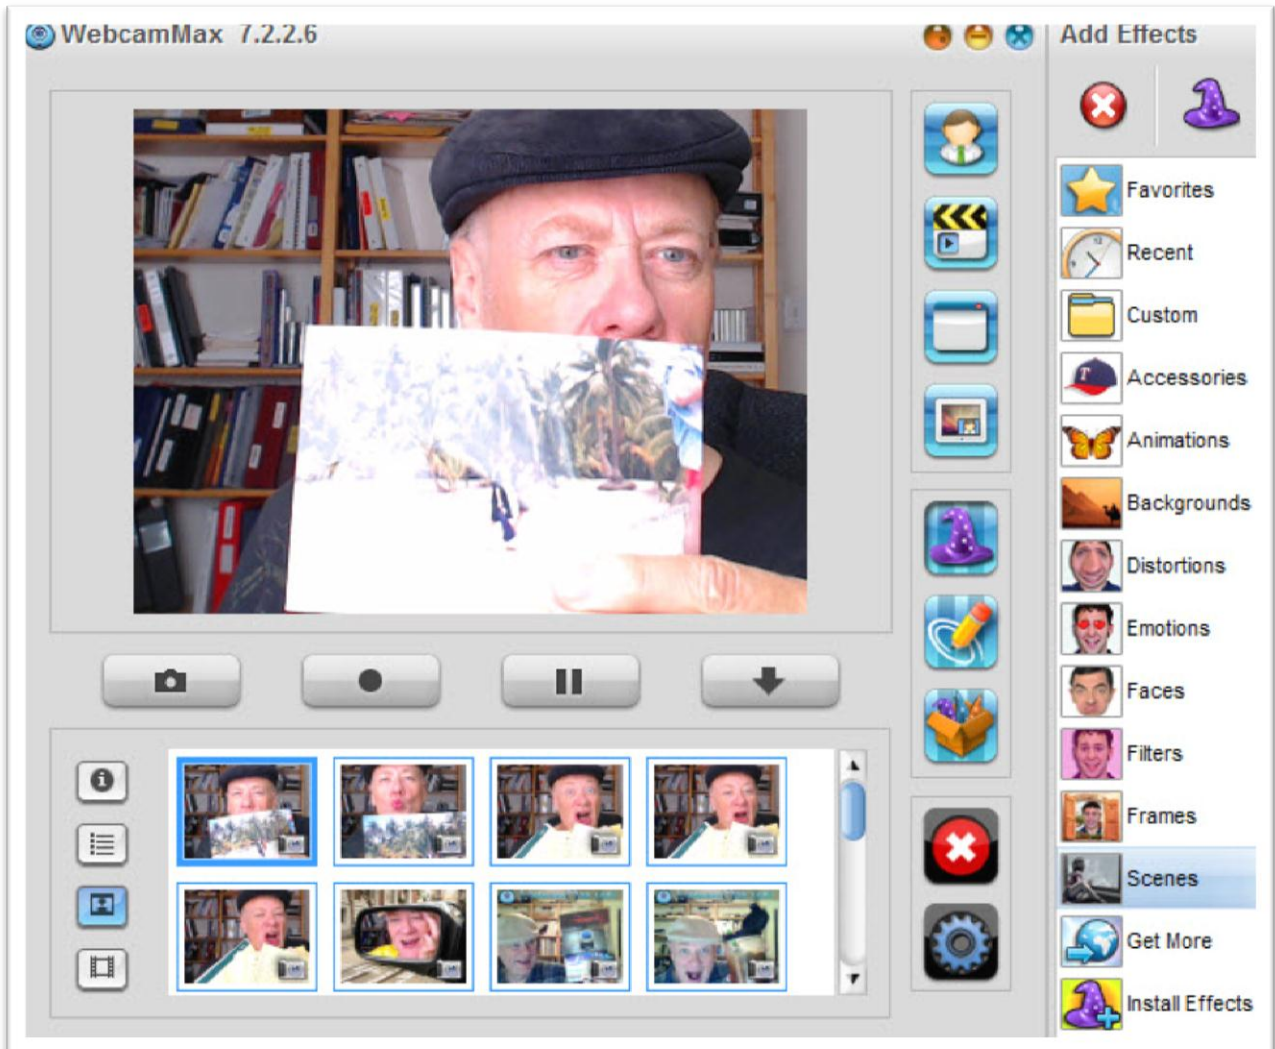 WebcamMax 7.2.2.6
Add Effects
Favorites
Recent
Custom
T
Accessories
Animations
Backgrounds
Distortions
Emotions
Faces
Filters
Frames
Scenes
Get More
Install Effects